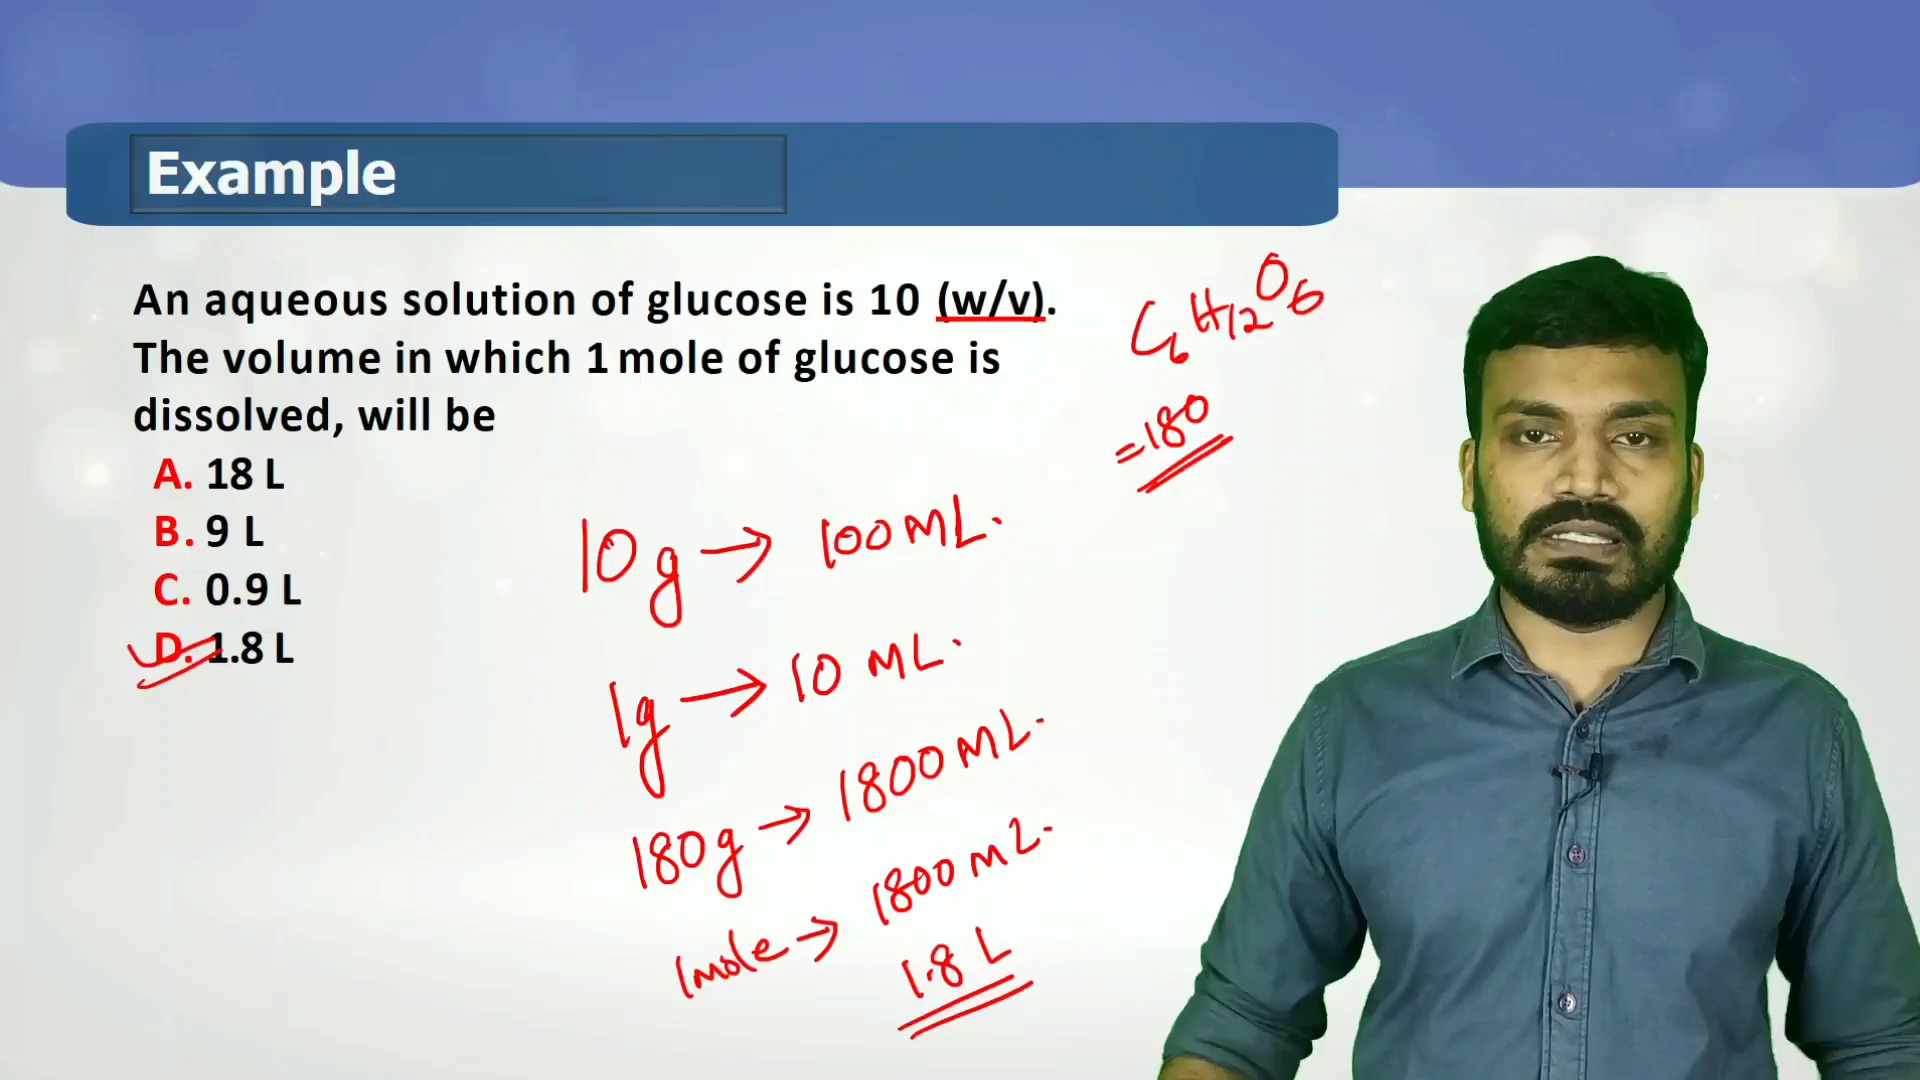 Example
An aqueous solution of glucose is 10 (w/v).
The volume in which 1 mole of glucose is
dissolved, will be
A. 18 L
B. 9 L
C. 0.9 L
D. 1.8 L
C6H12O6
=180
10g → 100 ML.
1g → 10 ML.
180g → 1800 ML.
1mole → 1800 ML.
1.8 L